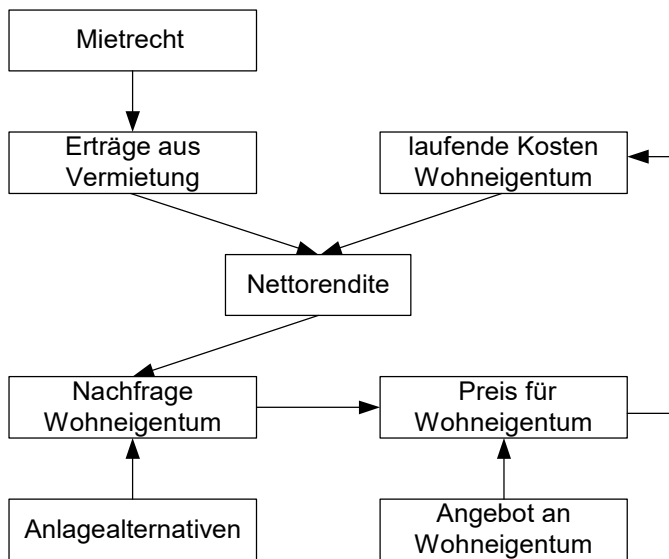 Mietrecht
Erträge aus
Vermietung
laufende Kosten
Wohneigentum
Nettorendite
Nachfrage
Wohneigentum
Preis für
Wohneigentum
Anlagealternativen
Angebot an
Wohneigentum